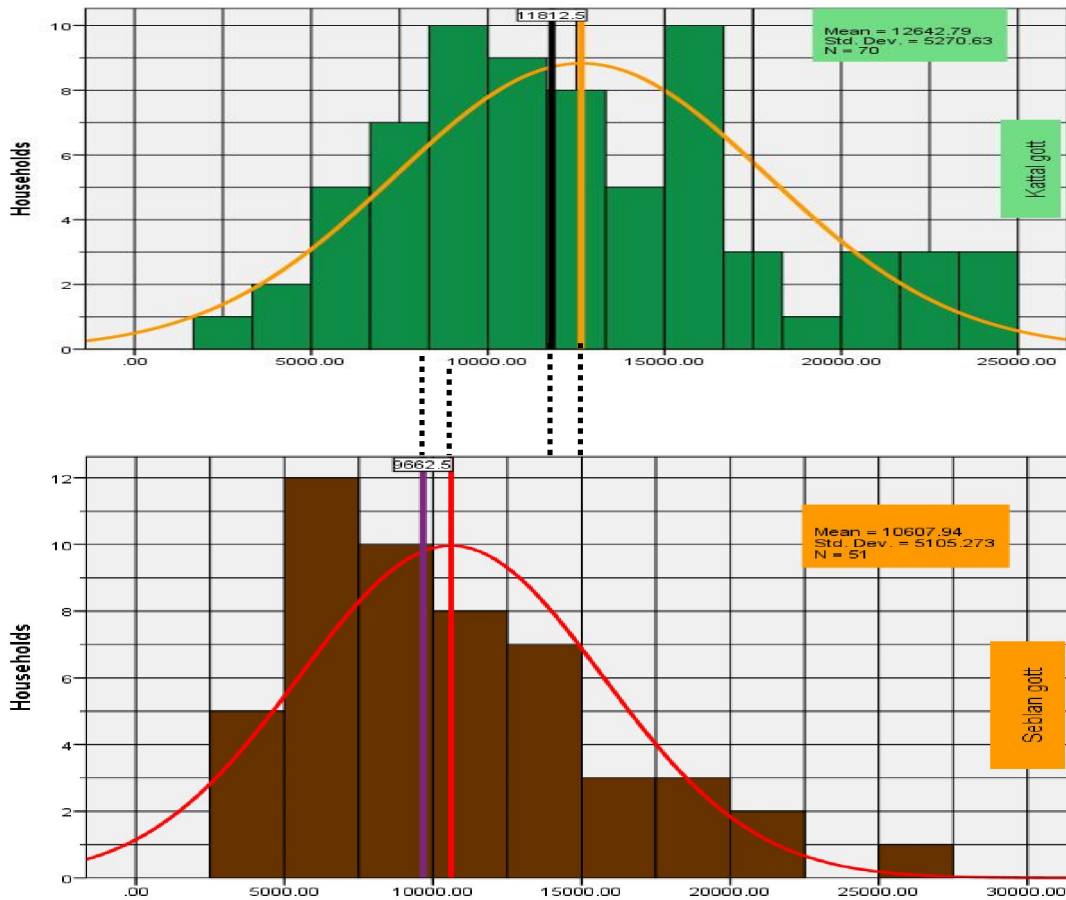 11812.5
Mean = 12642.79
Std. Dev. = 5270.63
N = 70
Kattal gott
Households
10
8
6
4
2
0
.00 5000.00 10000.00 15000.00 20000.00 25000.00
9662.5
Mean = 10607.94
Std. Dev. = 5105.273
N = 51
Seblan gott
Households
12
10
8
6
4
2
0
.00 5000.00 10000.00 15000.00 20000.00 25000.00 30000.00